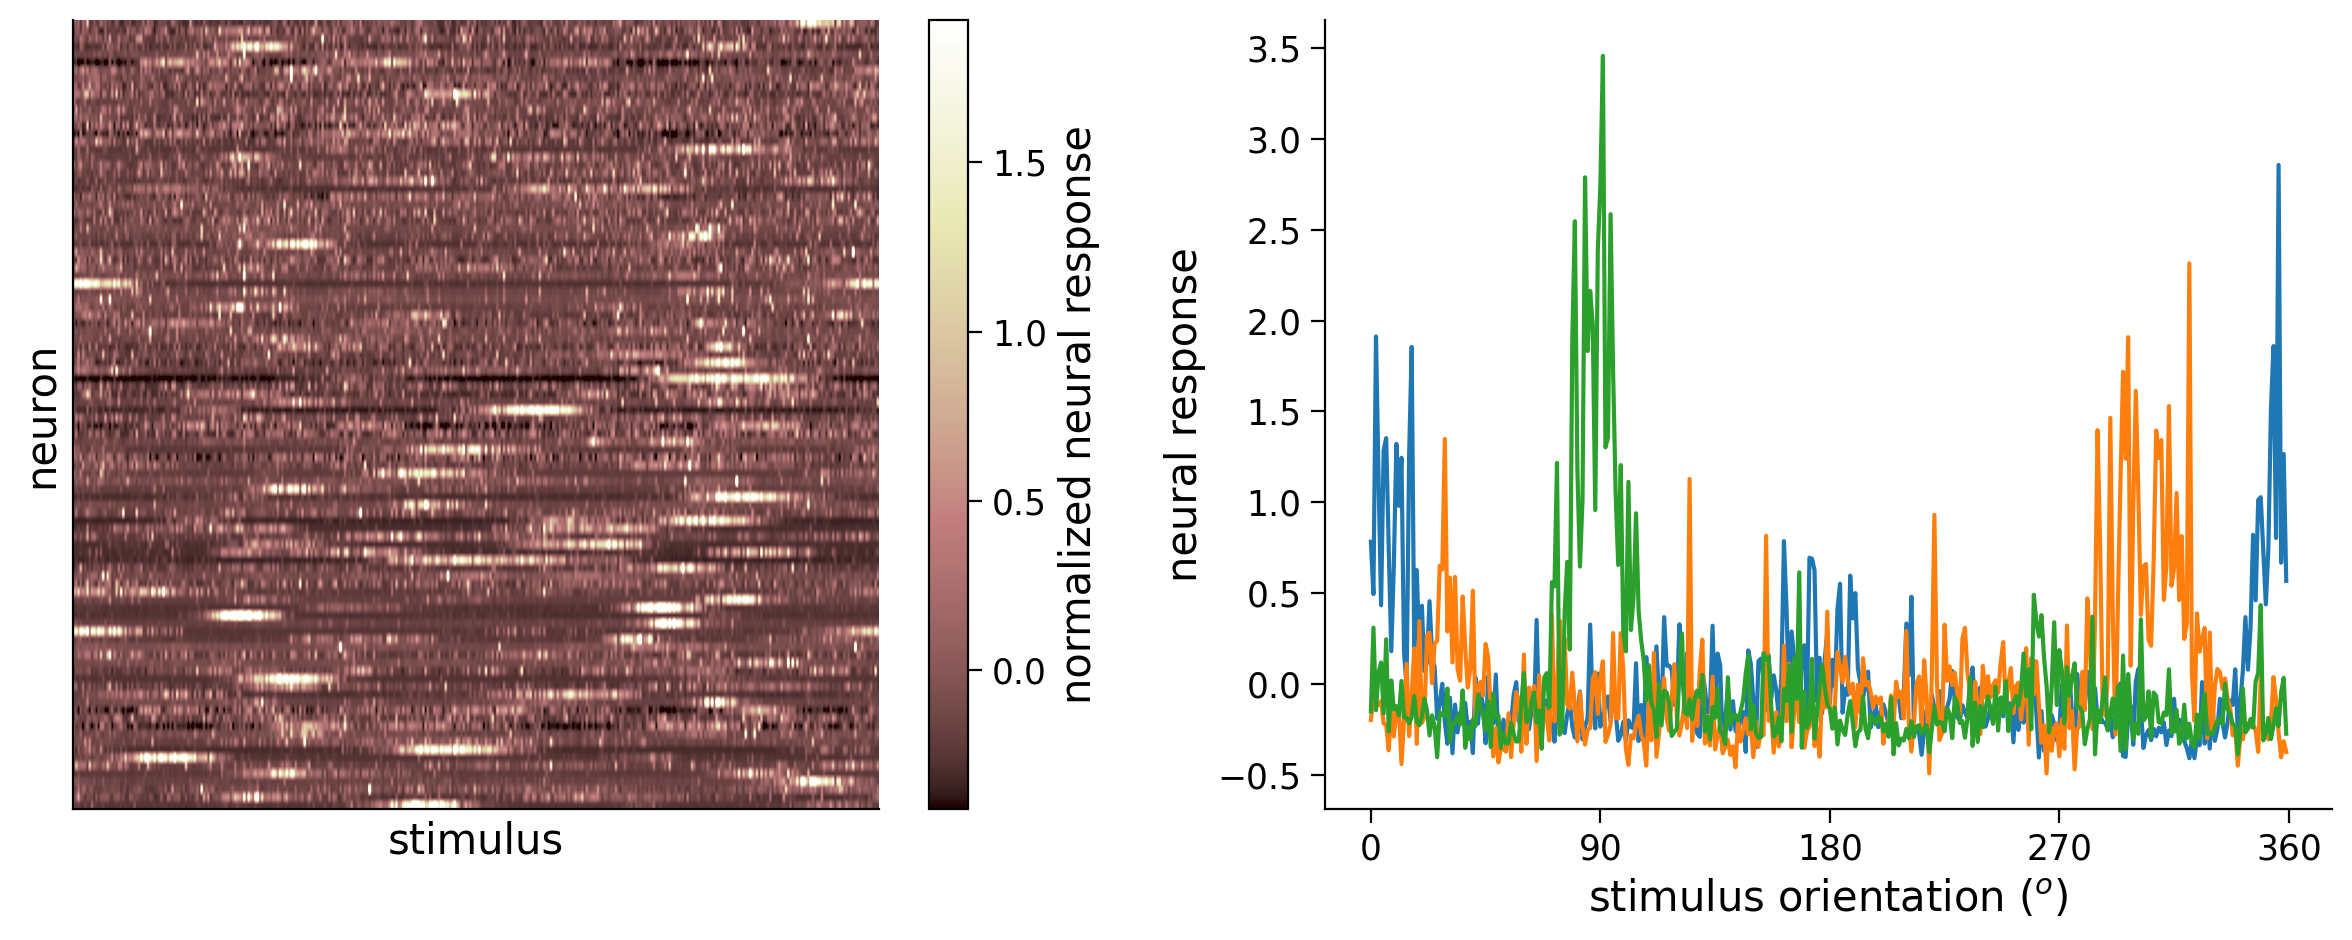 neuron
stimulus
1.5
1.0
0.5
0.0
normalized neural response
3.5
3.0
2.5
2.0
1.5
1.0
0.5
0.0
−0.5
neural response
0 90 180 270 360
stimulus orientation (o)